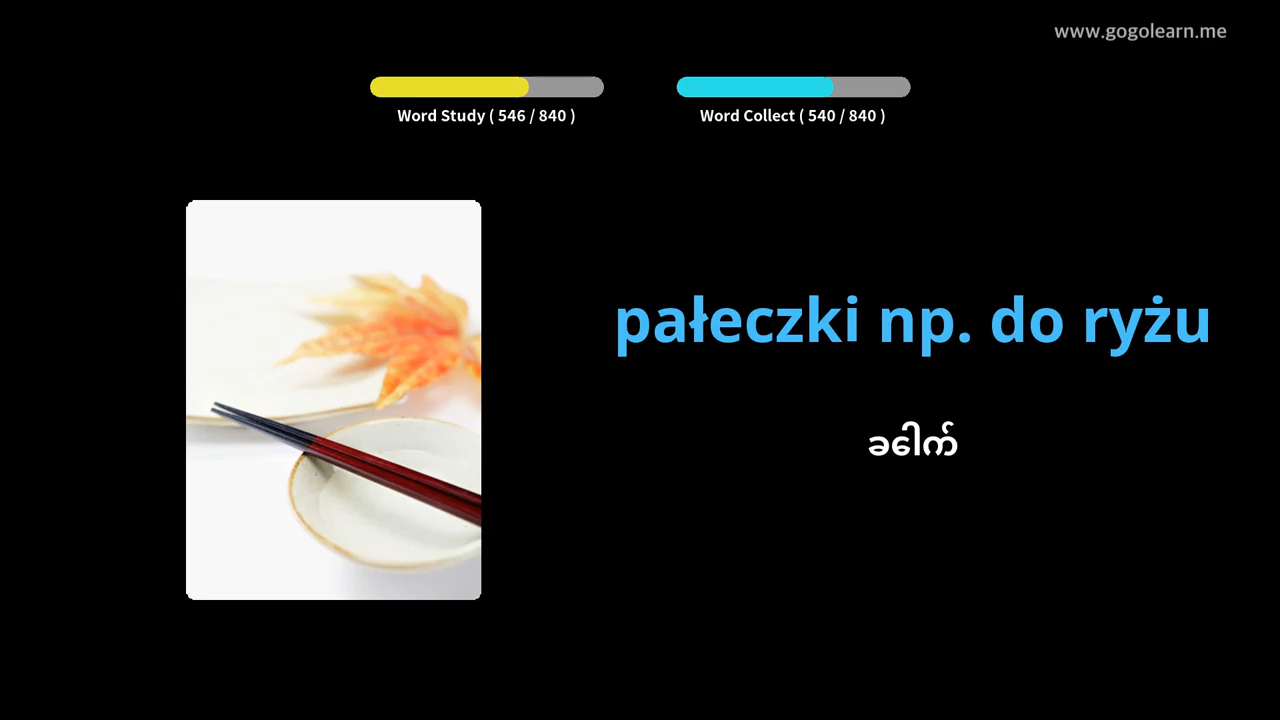 www.gogolearn.me
Word Study ( 546 / 840 )
Word Collect ( 540 / 840 )
pałeczki np. do ryżu
ခေါက်